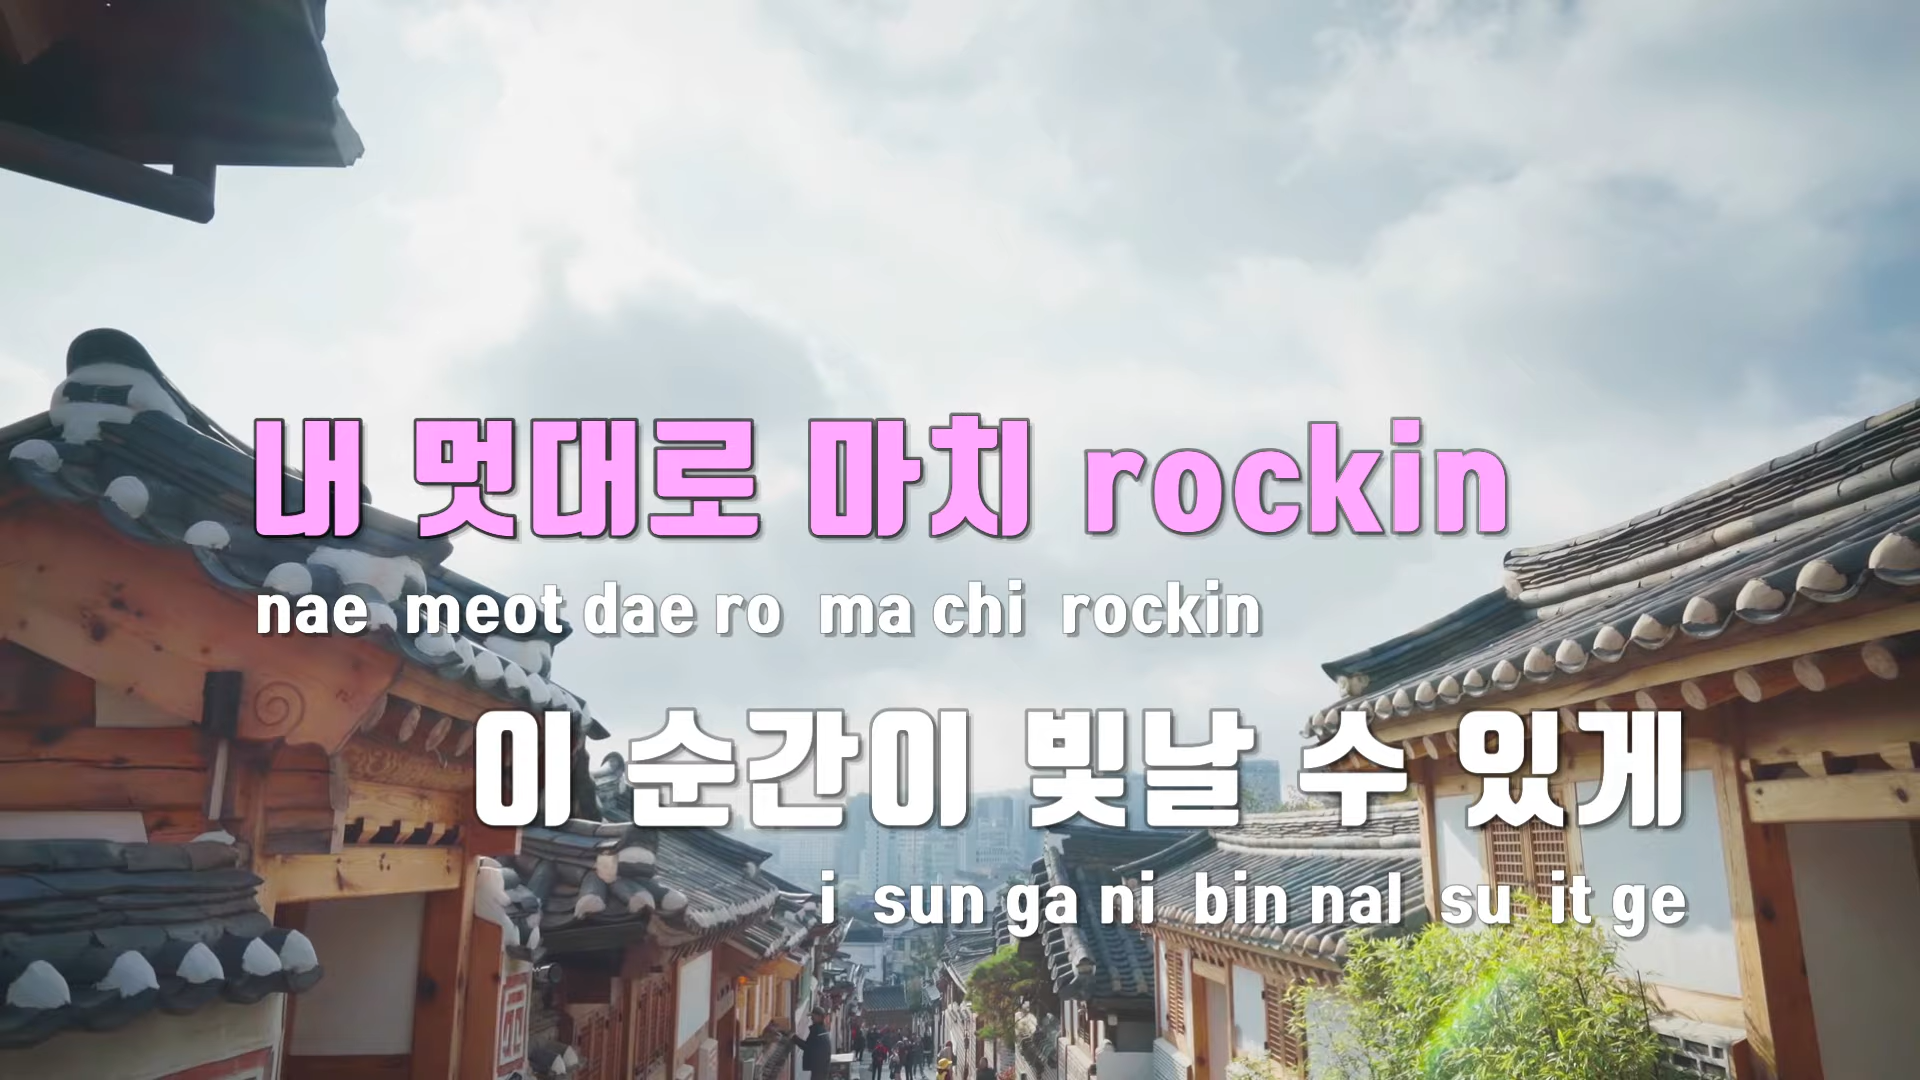 내 멋대로 마치 rockin
nae meot dae ro ma chi rockin
이 순간이 빛날 수 있게
i sun ga ni bin nal su it ge